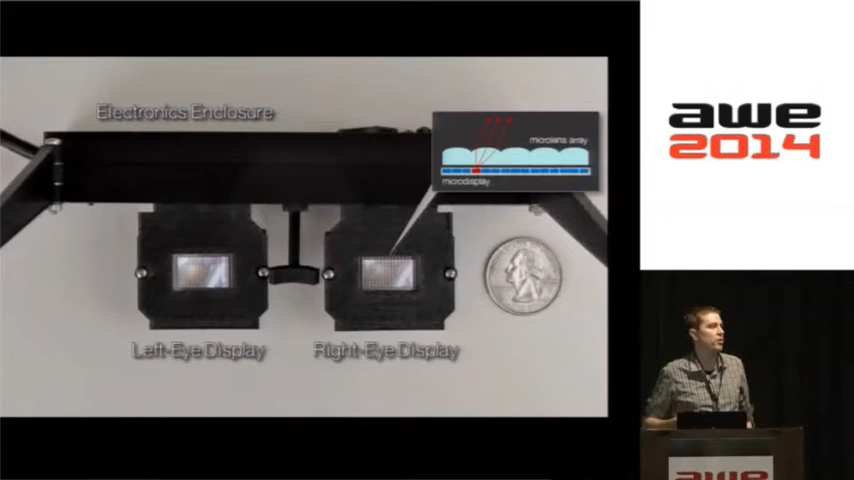 Electronics Enclosure
microlens array
microdisplay
Left-Eye Display
Right-Eye Display
awe
2014
awe